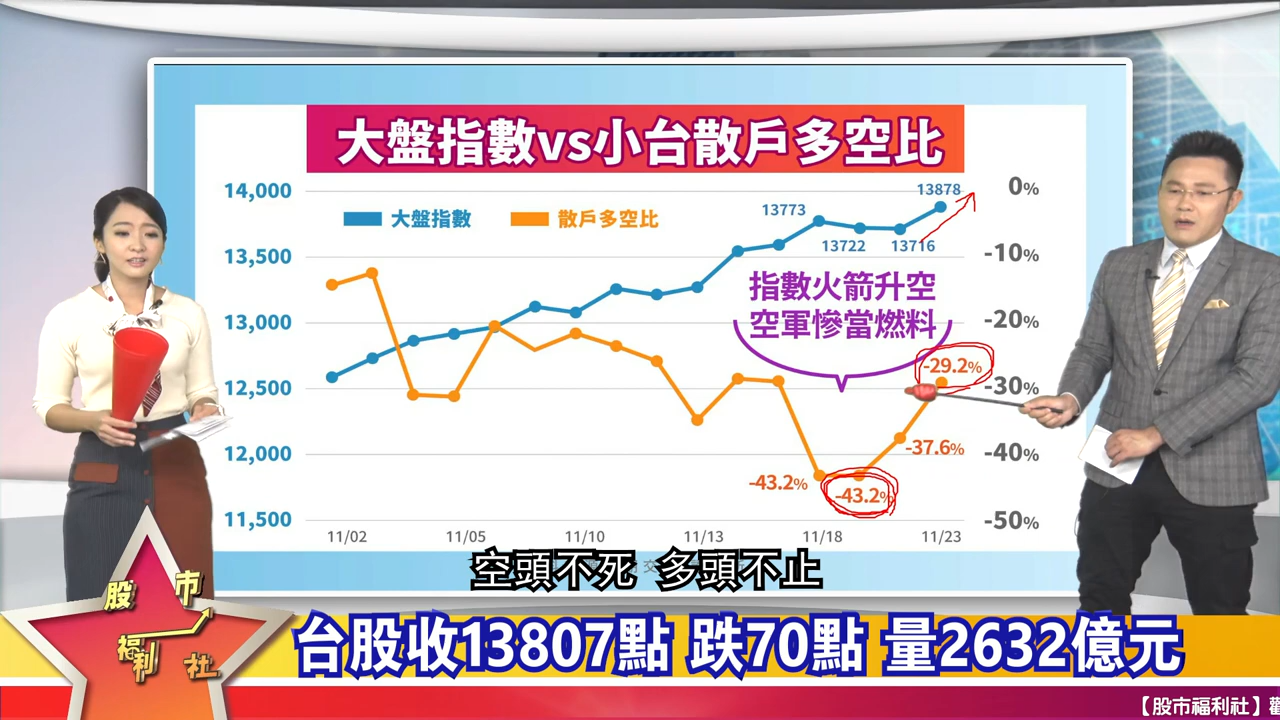 大盤指數vs小台散戶多空比
14,000
13,500
13,000
12,500
12,000
11,500
大盤指數
散戶多空比
13773
13722
13716
13878
0%
-10%
-20%
-30%
-40%
-50%
指數火箭升空
空軍慘當燃料
-29.2%
-37.6%
-43.2%
-43.2%
11/02
11/05
11/10
11/13
11/18
11/23
空頭不死 多頭不止
股市
福利社
台股收13807點 跌70點 量2632億元
【股市福利社】